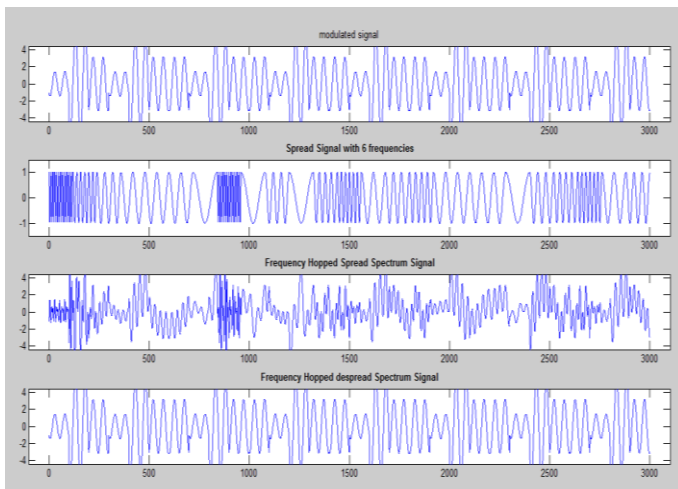 modulated signal
4
2
0
-2
-4
0 500 1000 1500 2000 2500 3000
Spread Signal with 6 frequencies
1
0
-1
0 500 1000 1500 2000 2500 3000
Frequency Hopped Spread Spectrum Signal
4
2
0
-2
-4
0 500 1000 1500 2000 2500 3000
Frequency Hopped despread Spectrum Signal
4
2
0
-2
-4
0 500 1000 1500 2000 2500 3000